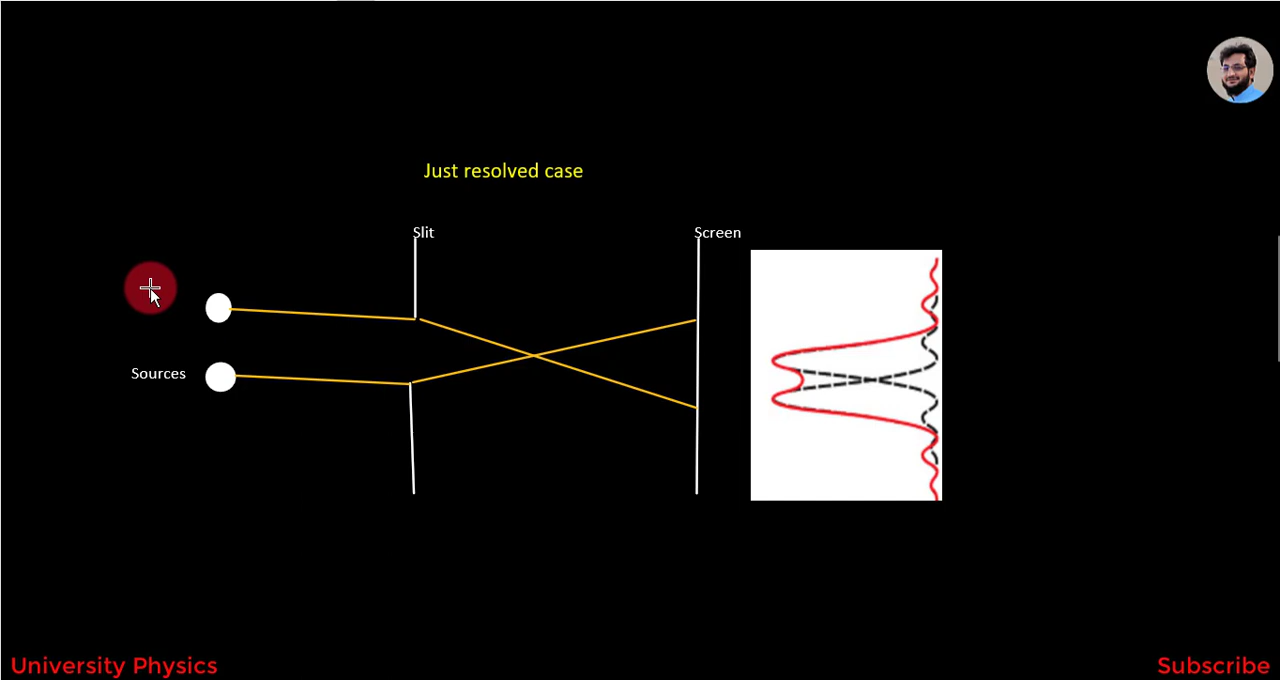 Just resolved case
Slit
Screen
Sources
University Physics
Subscribe